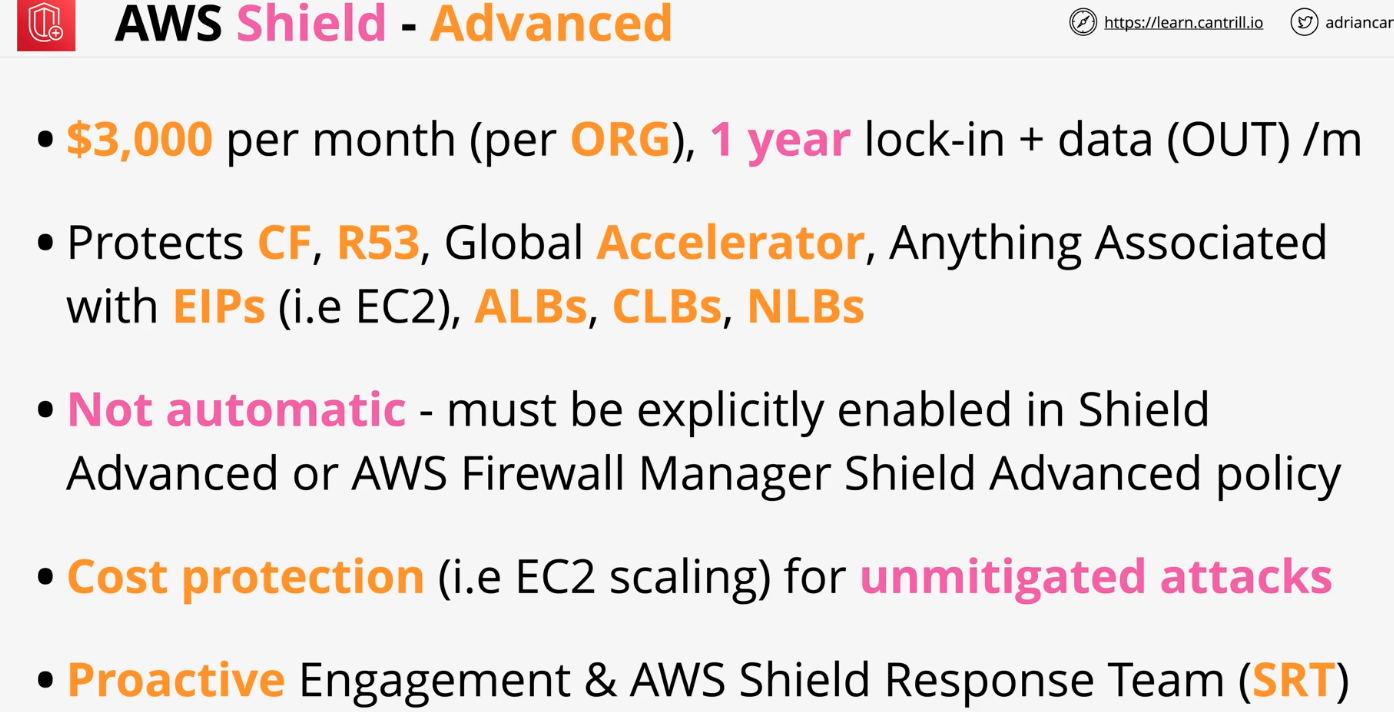 AWS Shield - Advanced
https://learn.cantrill.io
adriancar
• $3,000 per month (per ORG), 1 year lock-in + data (OUT) /m
• Protects CF, R53, Global Accelerator, Anything Associated
with EIPs (i.e EC2), ALBs, CLBs, NLBs
• Not automatic - must be explicitly enabled in Shield
Advanced or AWS Firewall Manager Shield Advanced policy
• Cost protection (i.e EC2 scaling) for unmitigated attacks
• Proactive Engagement & AWS Shield Response Team (SRT)